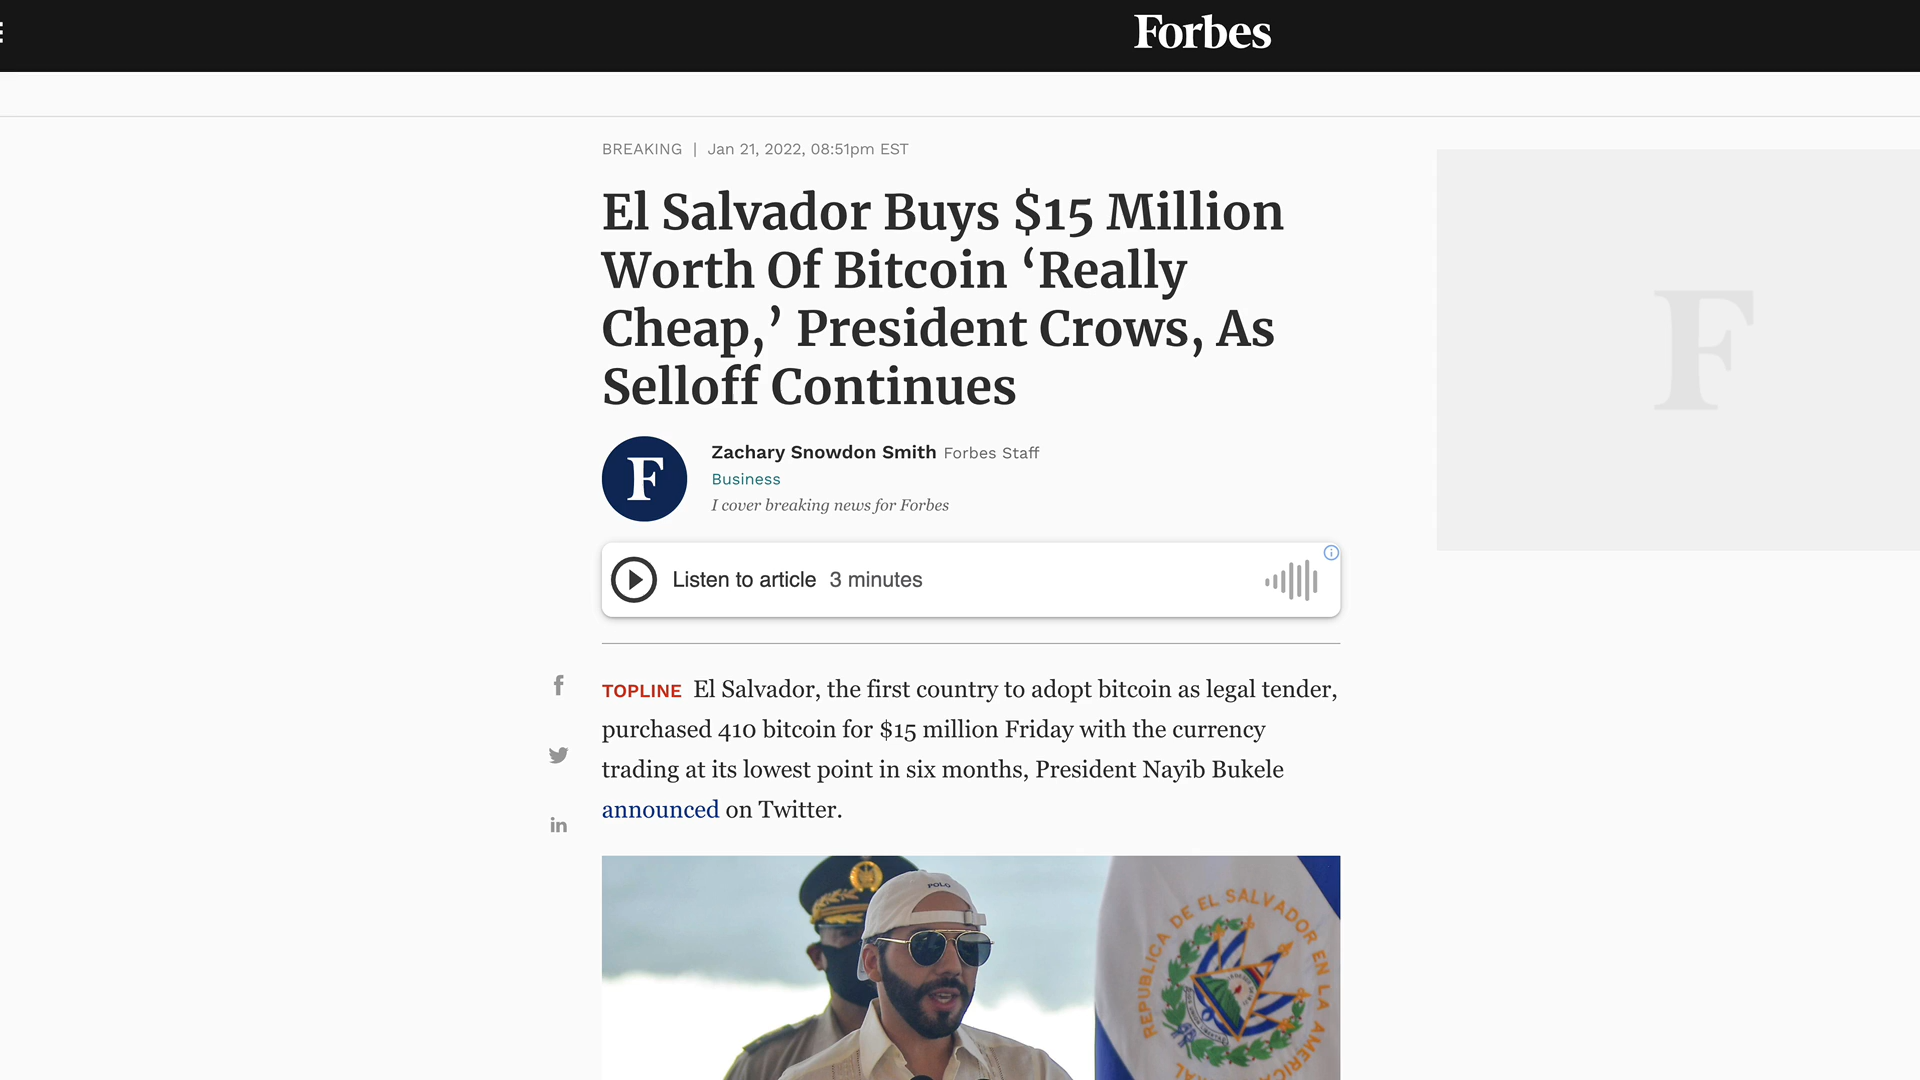 Forbes
BREAKING | Jan 21, 2022, 08:51pm EST
El Salvador Buys $15 Million
Worth Of Bitcoin ‘Really
Cheap,’ President Crows, As
Selloff Continues
F
Zachary Snowdon Smith Forbes Staff
Business
I cover breaking news for Forbes
Listen to article 3 minutes
TOPLINE El Salvador, the first country to adopt bitcoin as legal tender,
purchased 410 bitcoin for $15 million Friday with the currency
trading at its lowest point in six months, President Nayib Bukele
announced on Twitter.
F
POLO
REPUBLICA DE EL SALVADOR EN LA AMERICA